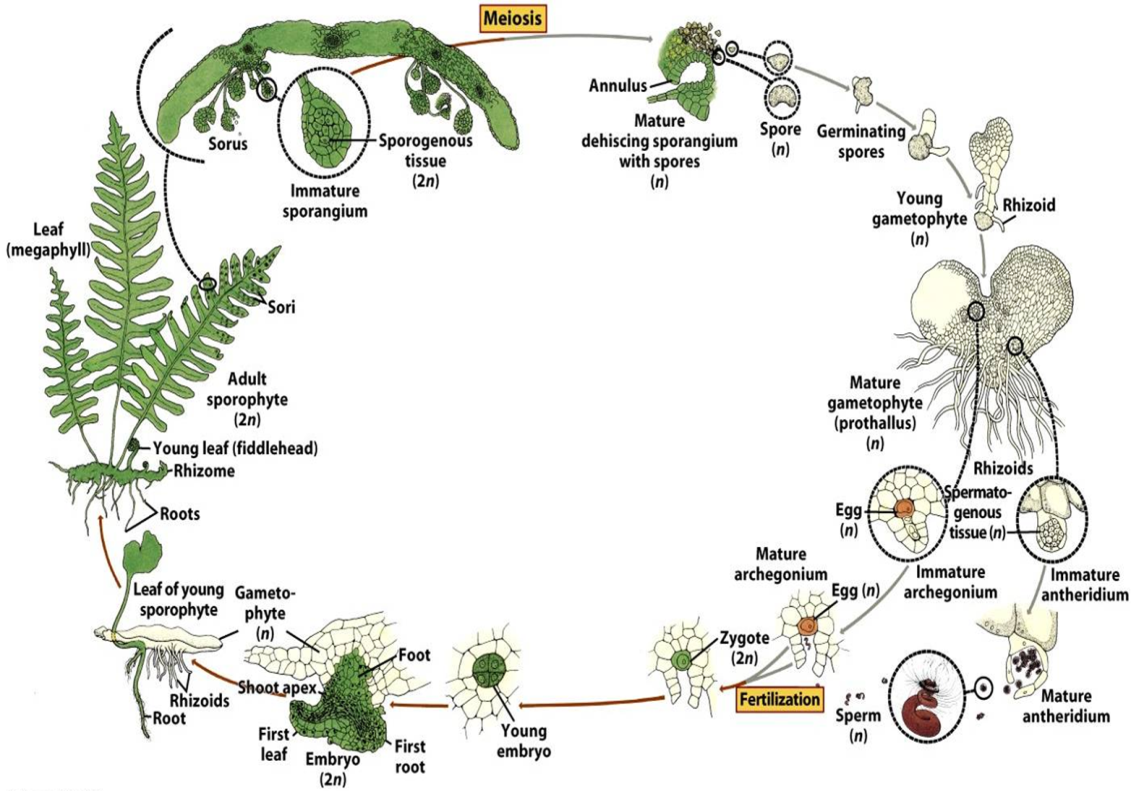 Meiosis
Annulus
Mature
dehiscing sporangium
with spores
(n)
Spore
(n)
Germinating
spores
Sorus
Sporogenous
tissue
(2n)
Immature
sporangium
Young
gametophyte
(n)
Rhizoid
Leaf
(megaphyll)
Sori
Adult
sporophyte
(2n)
Mature
gametophyte
(prothallus)
(n)
Young leaf (fiddlehead)
Rhizome
Roots
Rhizoids
Egg
(n)
Spermato-
genous
tissue (n)
Immature
archegonium
Immature
antheridium
Mature
archegonium
Egg (n)
Leaf of young
sporophyte
Gameto-
phyte
(n)
Foot
Shoot apex
Zygote
(2n)
Fertilization
Rhizoids
Root
First
leaf
Embryo
(2n)
First
root
Young
embryo
Sperm
(n)
Mature
antheridium